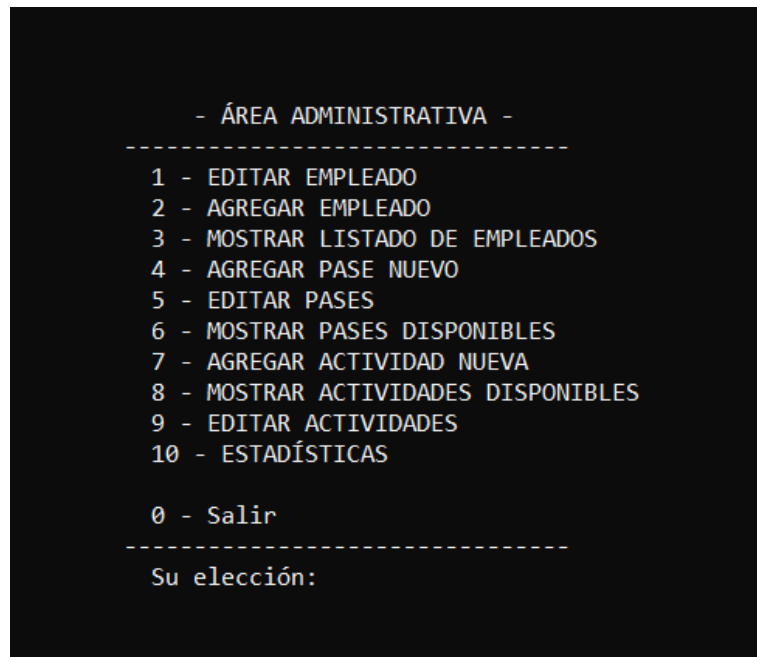 - ÁREA ADMINISTRATIVA -
--------------------------------
1 - EDITAR EMPLEADO
2 - AGREGAR EMPLEADO
3 - MOSTRAR LISTADO DE EMPLEADOS
4 - AGREGAR PASE NUEVO
5 - EDITAR PASES
6 - MOSTRAR PASES DISPONIBLES
7 - AGREGAR ACTIVIDAD NUEVA
8 - MOSTRAR ACTIVIDADES DISPONIBLES
9 - EDITAR ACTIVIDADES
10 - ESTADÍSTICAS
0 - Salir
--------------------------------
Su elección: